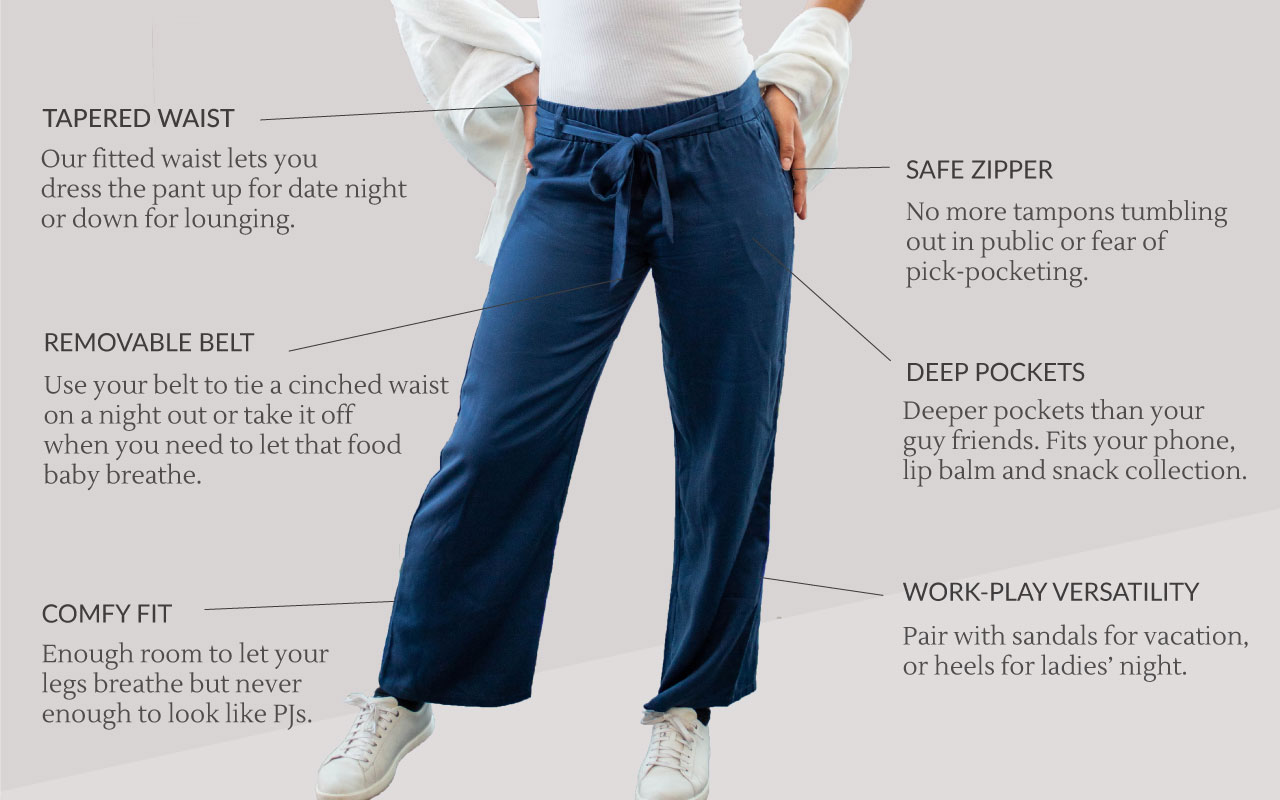 TAPERED WAIST
Our fitted waist lets you
dress the pant up for date night
or down for lounging.
REMOVABLE BELT
Use your belt to tie a cinched waist
on a night out or take it off
when you need to let that food
baby breathe.
COMFY FIT
Enough room to let your
legs breathe but never
enough to look like PJs.
SAFE ZIPPER
No more tampons tumbling
out in public or fear of
pick-pocketing.
DEEP POCKETS
Deeper pockets than your
guy friends. Fits your phone,
lip balm and snack collection.
WORK-PLAY VERSATILITY
Pair with sandals for vacation,
or heels for ladies’ night.